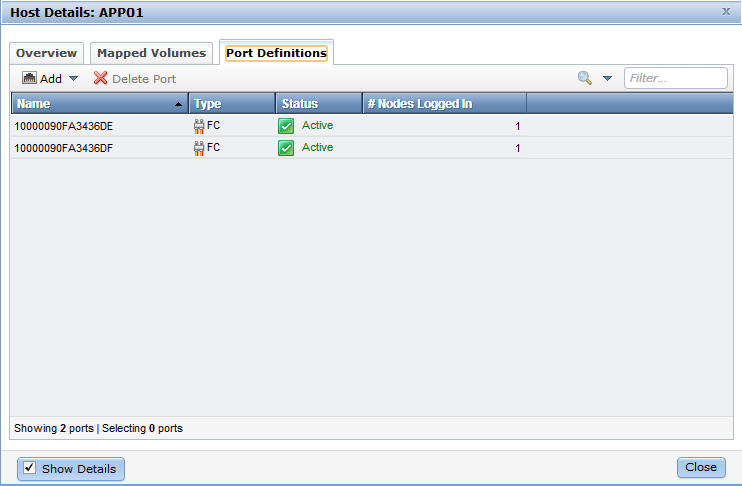 Host Details: APP01 x
Overview Mapped Volumes Port Definitions
Add Delete Port Filter...
Name Type Status # Nodes Logged In
10000090FA3436DE FC Active 1
10000090FA3436DF FC Active 1
Showing 2 ports | Selecting 0 ports
Show Details Close